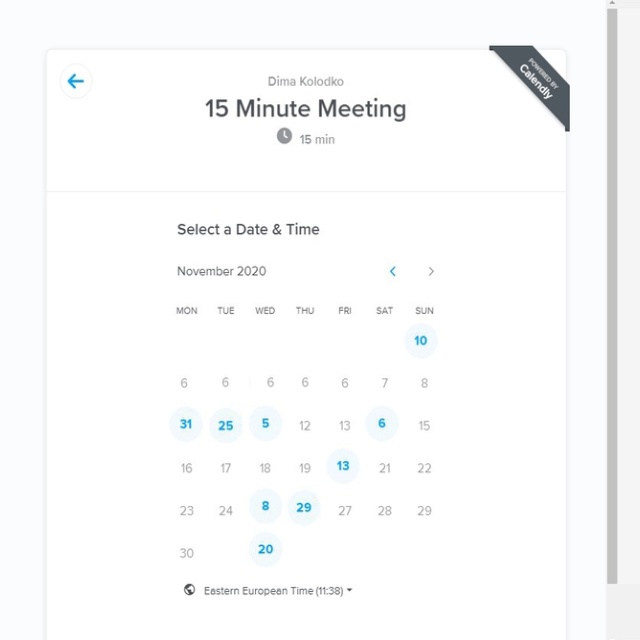 Dima Kolodko
POWERED BY
Calendly
15 Minute Meeting
15 min
Select a Date & Time
November 2020
MON TUE WED THU FRI SAT SUN
10
6 6 6 6 6 7 8
31 25 5 12 13 6 15
16 17 18 19 13 21 22
23 24 8 29 27 28 29
30 20
Eastern European Time (11:38)